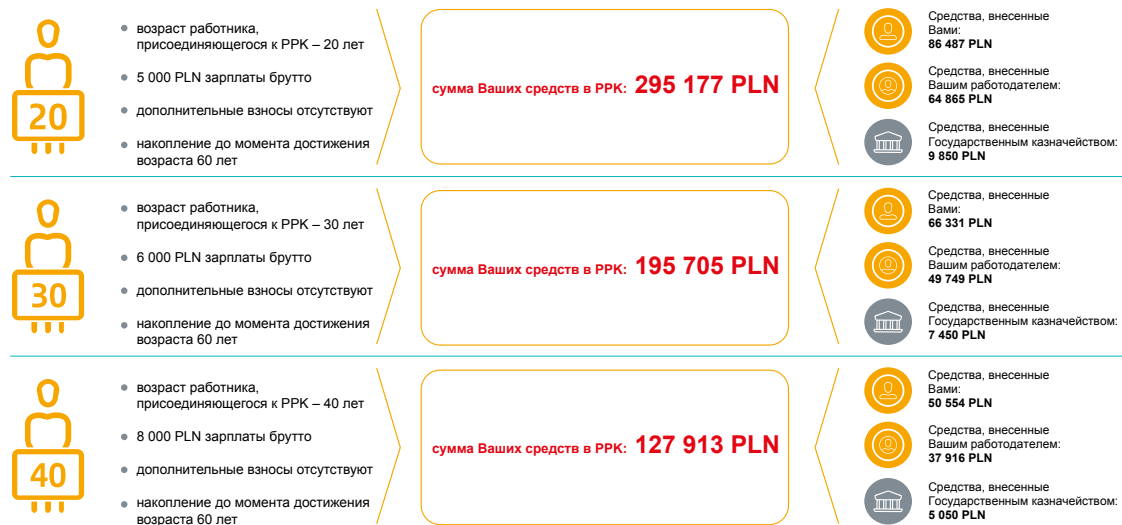 20
возраст работника,
присоединяющегося к PPK – 20 лет
5 000 PLN зарплаты брутто
дополнительные взносы отсутствуют
накопление до момента достижения
возраста 60 лет
сумма Ваших средств в PPK: 295 177 PLN
Средства, внесенные
Вами:
86 487 PLN
Средства, внесенные
Вашим работодателем:
64 865 PLN
Средства, внесенные
Государственным казначейством:
9 850 PLN
30
возраст работника,
присоединяющегося к PPK – 30 лет
6 000 PLN зарплаты брутто
дополнительные взносы отсутствуют
накопление до момента достижения
возраста 60 лет
сумма Ваших средств в PPK: 195 705 PLN
Средства, внесенные
Вами:
66 331 PLN
Средства, внесенные
Вашим работодателем:
49 749 PLN
Средства, внесенные
Государственным казначейством:
7 450 PLN
40
возраст работника,
присоединяющегося к PPK – 40 лет
8 000 PLN зарплаты брутто
дополнительные взносы отсутствуют
накопление до момента достижения
возраста 60 лет
сумма Ваших средств в PPK: 127 913 PLN
Средства, внесенные
Вами:
50 554 PLN
Средства, внесенные
Вашим работодателем:
37 916 PLN
Средства, внесенные
Государственным казначейством:
5 050 PLN